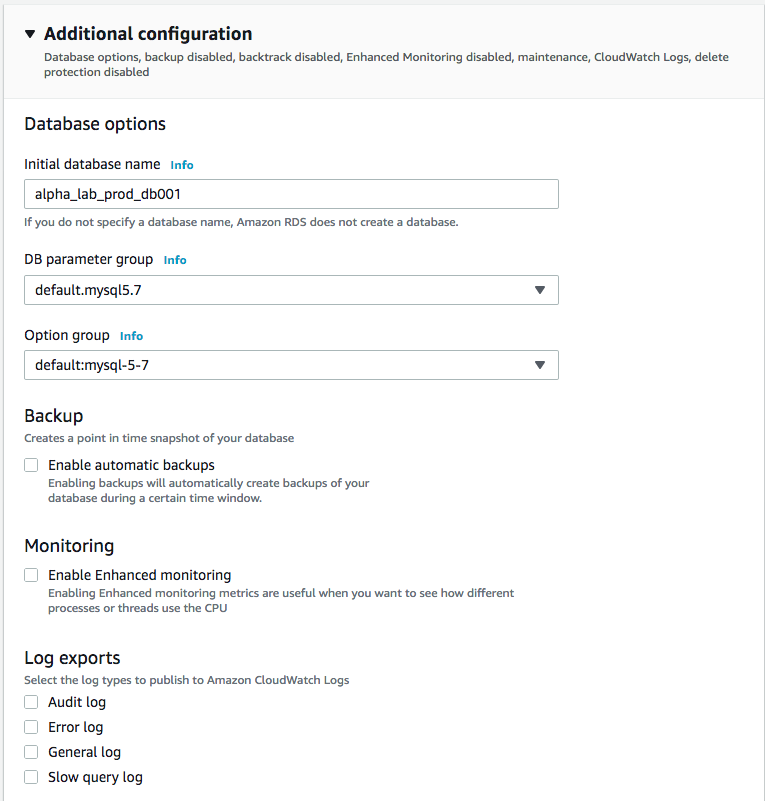 Additional configuration
Database options, backup disabled, backtrack disabled, Enhanced Monitoring disabled, maintenance, CloudWatch Logs, delete
protection disabled
Database options
Initial database name Info
alpha_lab_prod_db001
If you do not specify a database name, Amazon RDS does not create a database.
DB parameter group Info
default.mysql5.7
Option group Info
default:mysql-5-7
Backup
Creates a point in time snapshot of your database
Enable automatic backups
Enabling backups will automatically create backups of your
database during a certain time window.
Monitoring
Enable Enhanced monitoring
Enabling Enhanced monitoring metrics are useful when you want to see how different
processes or threads use the CPU
Log exports
Select the log types to publish to Amazon CloudWatch Logs
Audit log
Error log
General log
Slow query log